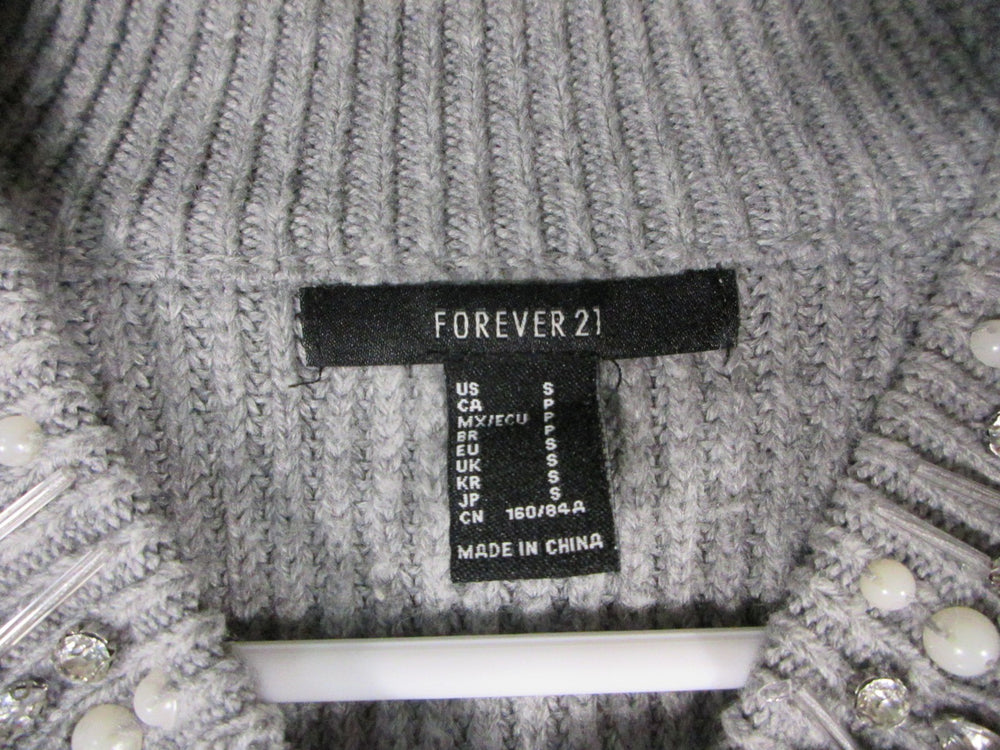 FOREVER 21
US S
CA P
MX/ECU P
BR P
EU S
UK S
KR S
JP S
CN 160/84A
MADE IN CHINA